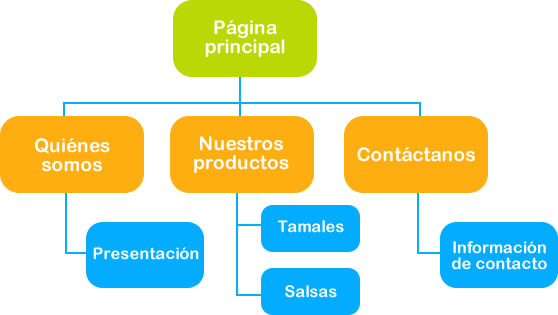 Página
principal
Quiénes
somos
Nuestros
productos
Contáctanos
Presentación
Tamales
Salsas
Información
de contacto